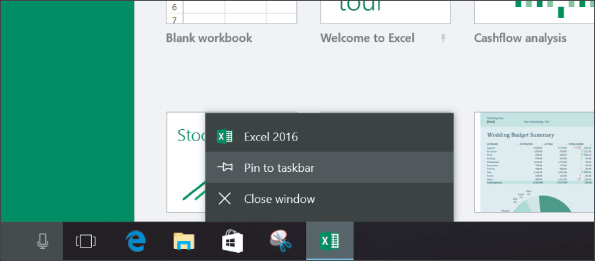 6
7
tour
Blank workbook
Welcome to Excel
Cashflow analysis
Stoc
Excel 2016
Pin to taskbar
Close window
Wedding Budget Summary